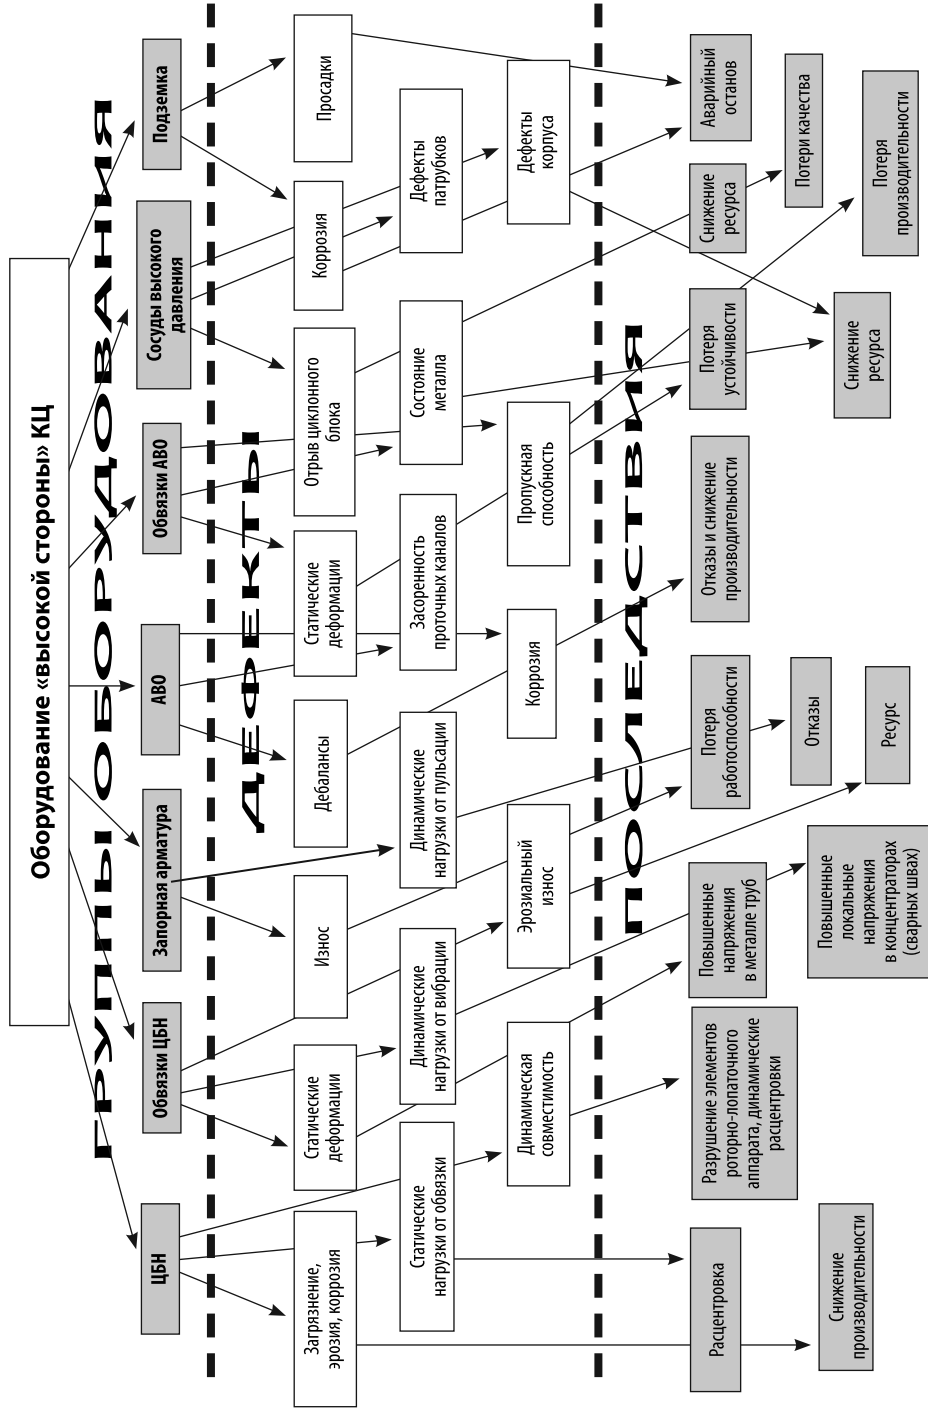 Оборудование «высокой стороны» КЦ
ГРУППЫ ОБОРУДОВАНИЯ
ЦБН
Обвязки ЦБН
Запорная арматура
АВО
Обвязки АВО
Сосуды высокого
давления
Подземка
ДЕФЕКТЫ
Загрязнение,
эрозия, коррозия
Статические
деформации
Износ
Дебалансы
Статические
деформации
Отрыв циклонного
блока
Коррозия
Просадки
Статические
нагрузки от обвязки
Динамические
нагрузки от вибрации
Динамические
нагрузки от пульсации
Засоренность
проточных каналов
Состояние
металла
Дефекты
патрубков
Динамическая
совместимость
Эрозиальный
износ
Коррозия
Пропускная
способность
Дефекты
корпуса
ПОСЛЕДСТВИЯ
Расцентровка
Разрушение элементов
роторно-лопаточного
аппарата, динамические
расцентровки
Повышенные
напряжения
в металле труб
Потеря
работоспособности
Отказы и снижение
производительности
Потеря
устойчивости
Снижение
ресурса
Аварийный
останов
Снижение
производительности
Повышенные
локальные
напряжения
в концентраторах
(сварных швах)
Отказы
Ресурс
Снижение
ресурса
Потери качества
Потеря
производительности